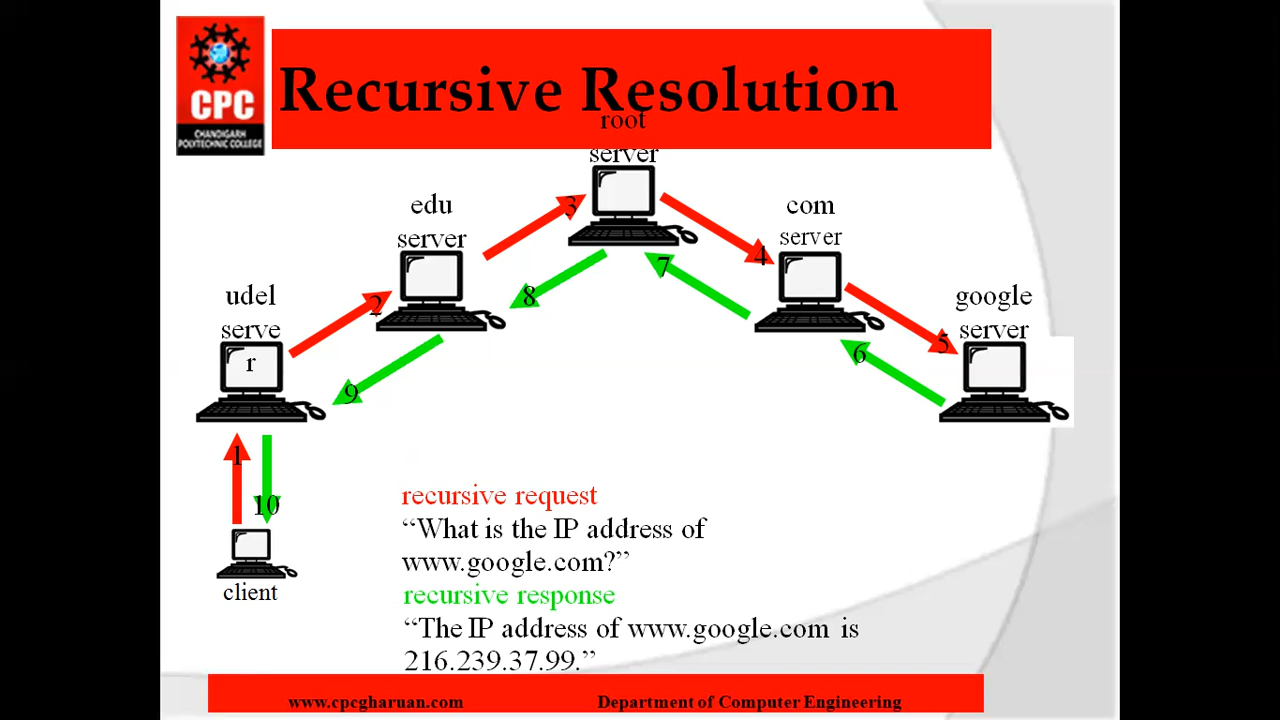 CPC
CHANDIGARH
POLYTECHNIC COLLEGE
Recursive Resolution
root
server
edu
server
com
server
udel
serve
r
google
server
3
4
7
8
2
5
6
9
1
10
client
recursive request
“What is the IP address of
www.google.com?”
recursive response
“The IP address of www.google.com is
216.239.37.99.”
www.cpcgharuan.com
Department of Computer Engineering